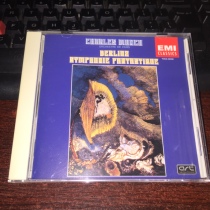 CHARLES MUNCH
BERLIOZ
SYMPHONIE FANTASTIQUE
EMI
CLASSICS
art